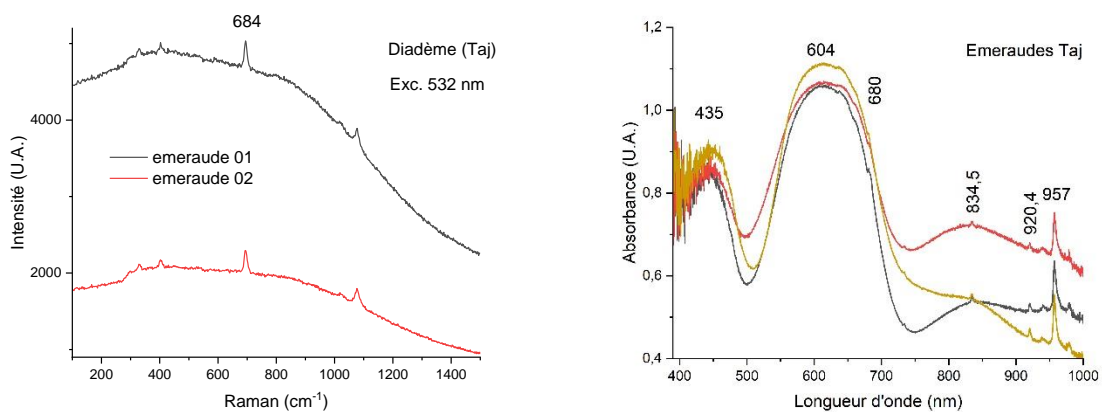 684
Diadème (Taj)
Exc. 532 nm
4000
2000
emeraude 01
emeraude 02
Intensité (U.A.)
200 400 600 800 1000 1200 1400
Raman (cm-1)
1,2
1,0
0,8
0,6
0,4
Absorbance (U.A.)
Emeraudes Taj
435
604
680
834,5
920,4
957
400 500 600 700 800 900 1000
Longueur d'onde (nm)